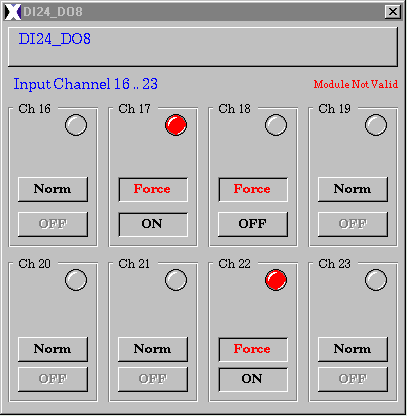 DI24_DO8
DI24_DO8
Input Channel 16 .. 23
Module Not Valid
Ch 16 Ch 17 Ch 18 Ch 19
Norm Force Force Norm
OFF ON OFF OFF
Ch 20 Ch 21 Ch 22 Ch 23
Norm Norm Force Norm
OFF OFF ON OFF